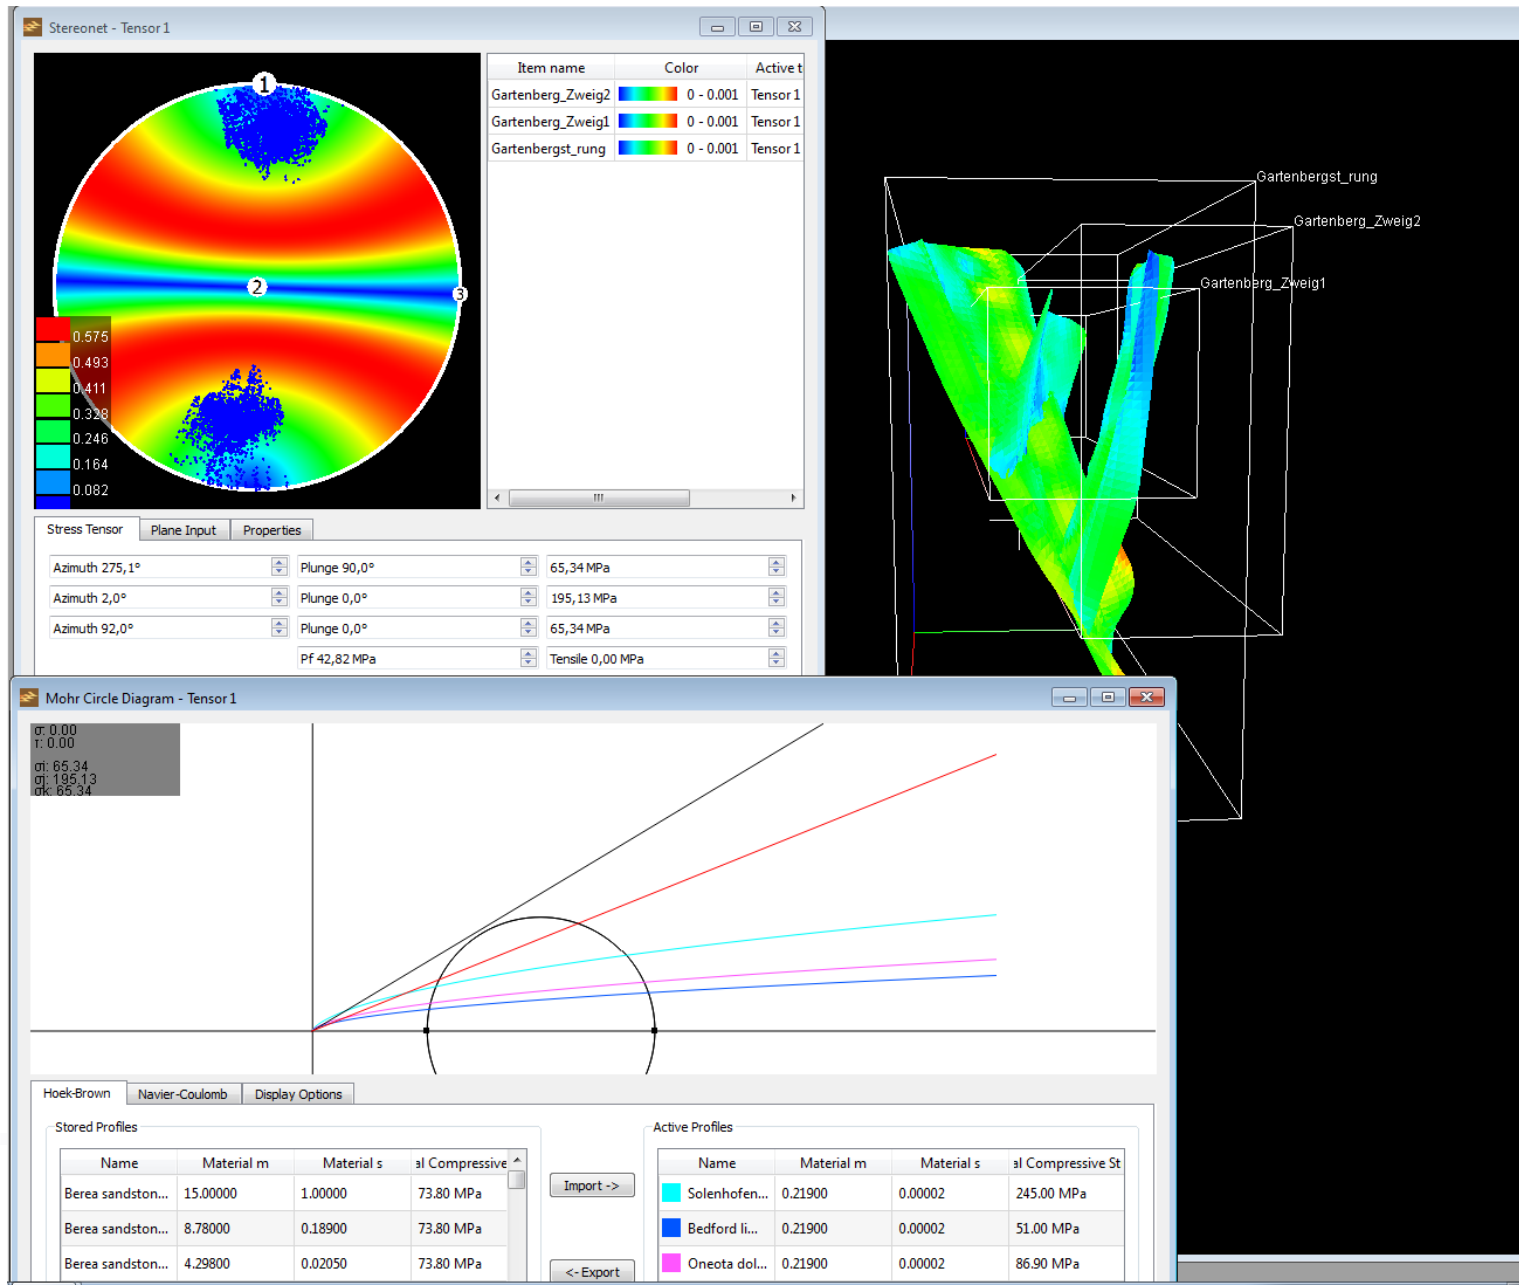 Stereonet - Tensor 1
Item name Color Active t
Gartenberg_Zweig2 0 - 0.001 Tensor 1
Gartenberg_Zweig1 0 - 0.001 Tensor 1
Gartenbergst_rung 0 - 0.001 Tensor 1
1
2
3
0.575
0.493
0.411
0.328
0.246
0.164
0.082
Gartenbergst_rung
Gartenberg_Zweig2
Gartenberg_Zweig1
Stress Tensor Plane Input Properties
Azimuth 275,1° Plunge 90,0° 65,34 MPa
Azimuth 2,0° Plunge 0,0° 195,13 MPa
Azimuth 92,0° Plunge 0,0° 65,34 MPa
Pf 42,82 MPa Tensile 0,00 MPa
Mohr Circle Diagram - Tensor 1
σ: 0.00
τ: 0.00
σi: 65.34
σj: 195.13
σk: 65.34
Hoek-Brown Navier-Coulomb Display Options
Stored Profiles
Name Material m Material s al Compressive
Berea sandston... 15.00000 1.00000 73.80 MPa
Berea sandston... 8.78000 0.18900 73.80 MPa
Berea sandston... 4.29800 0.02050 73.80 MPa
Import ->
<- Export
Active Profiles
Name Material m Material s al Compressive St
Solenhofen... 0.21900 0.00002 245.00 MPa
Bedford li... 0.21900 0.00002 51.00 MPa
Oneota dol... 0.21900 0.00002 86.90 MPa